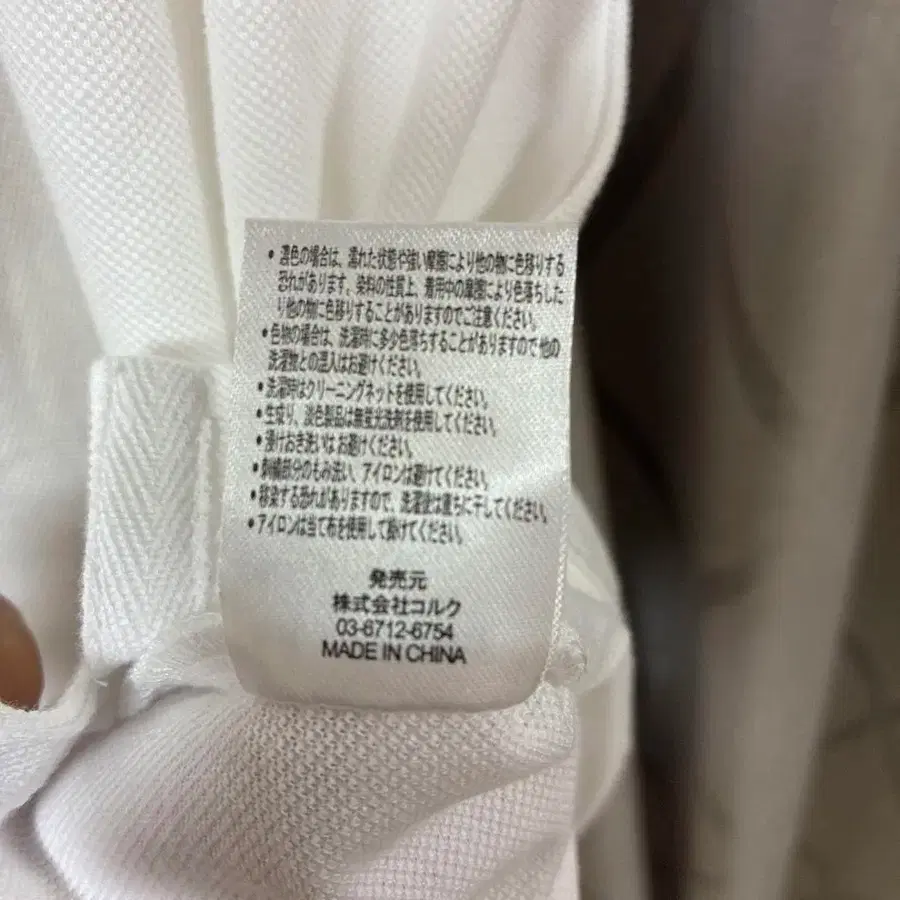 ・濃色の場合は、濡れた状態や強い摩擦により他の物に色移りする
恐れがあります。染料の性質上、着用中の摩擦により色落ちした
り他の物に色移りすることがありますのでご注意ください。
・色物の場合は、洗濯時に多少色落ちすることがありますので他の
洗濯物との混入はお避けください。
・洗濯時はクリーニングネットを使用してください。
・生成り、淡色製品は無蛍光洗剤を使用してください。
・浸けおき洗いはお避けください。
・刺繍部分のもみ洗い、アイロンは避けてください。
・移染する恐れがありますので、洗濯後は直ちに干してください。
・アイロンは当て布を使用して掛けてください。
発売元
株式会社コルク
03-6712-6754
MADE IN CHINA